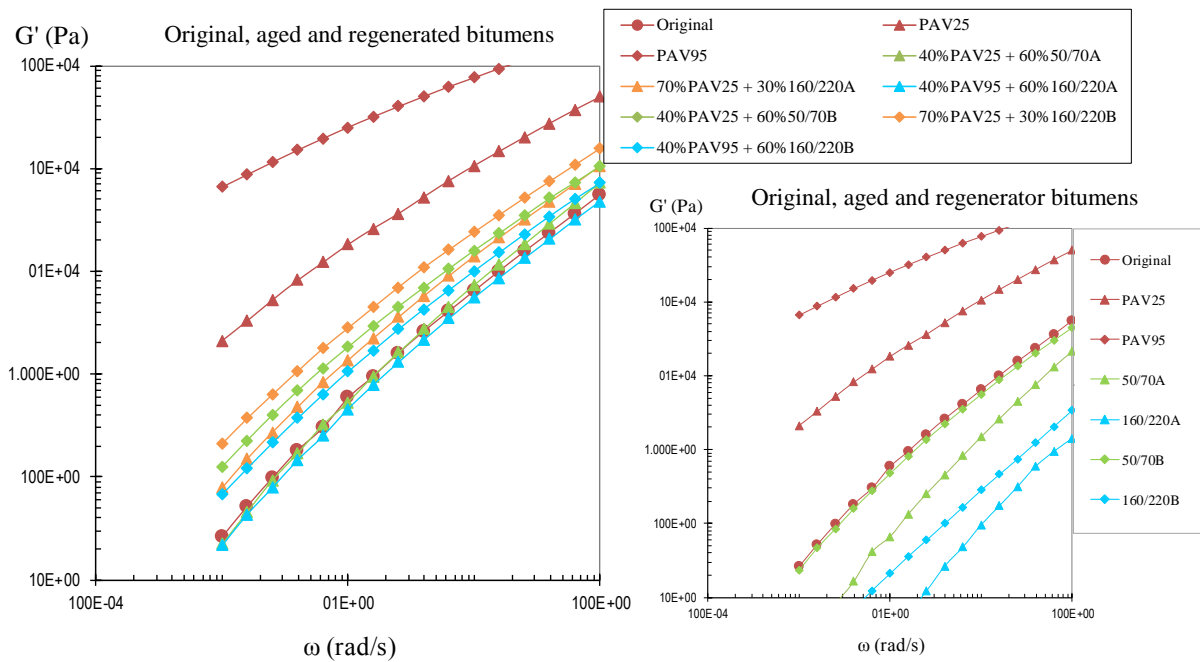 G' (Pa)
Original, aged and regenerated bitumens
100E+04
10E+04
01E+04
1.000E+00
100E+00
10E+00
100E-04
01E+00
100E+00
ω (rad/s)
Original
PAV25
PAV95
40%PAV25 + 60%50/70A
70%PAV25 + 30%160/220A
40%PAV95 + 60%160/220A
40%PAV25 + 60%50/70B
70%PAV25 + 30%160/220B
40%PAV95 + 60%160/220B
Original, aged and regenerator bitumens
G' (Pa)
100E+04
10E+04
01E+04
1.000E+00
100E+00
10E+00
100E-04
01E+00
100E+00
ω (rad/s)
Original
PAV25
PAV95
50/70A
160/220A
50/70B
160/220B